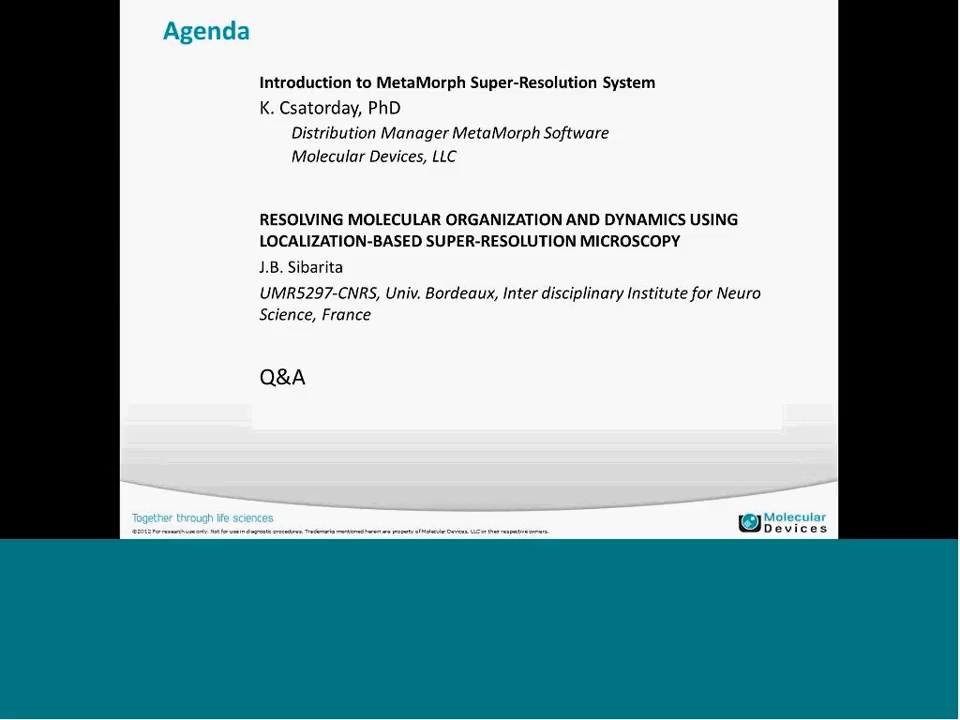 Agenda
Introduction to MetaMorph Super-Resolution System
K. Csatorday, PhD
Distribution Manager MetaMorph Software
Molecular Devices, LLC
RESOLVING MOLECULAR ORGANIZATION AND DYNAMICS USING
LOCALIZATION-BASED SUPER-RESOLUTION MICROSCOPY
J.B. Sibarita
UMR5297-CNRS, Univ. Bordeaux, Inter disciplinary Institute for Neuro
Science, France
Q&A
Together through life sciences
©2012 For research use only. Not for use in diagnostic procedures. Trademarks mentioned herein are property of Molecular Devices, LLC or their respective owners.
Molecular
Devices